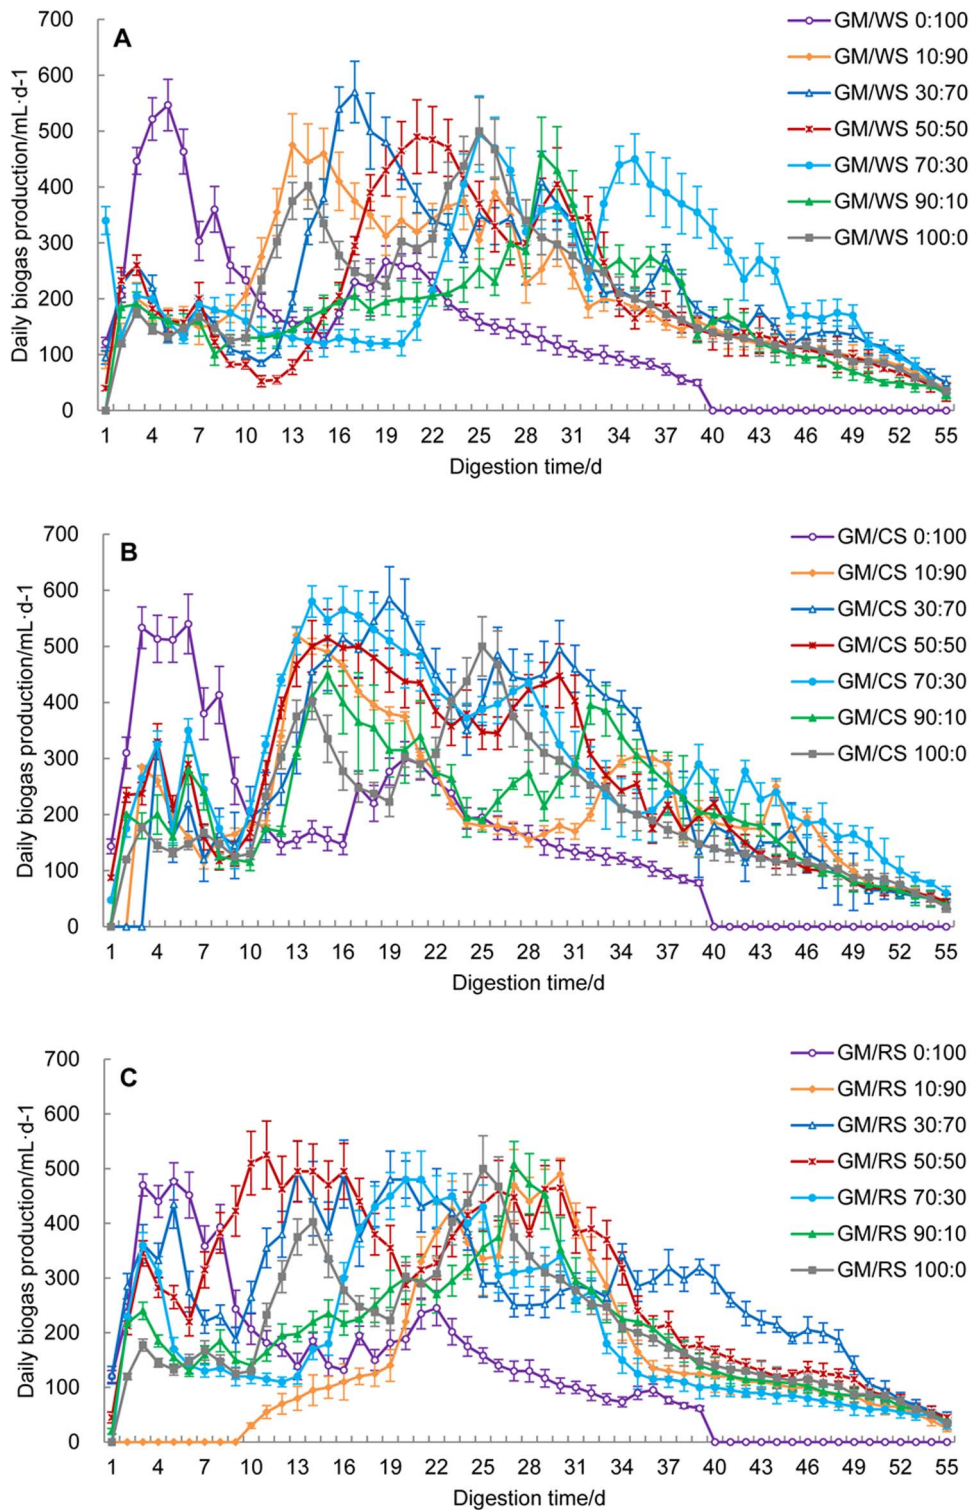 A
Daily biogas production/mL·d-1
700
600
500
400
300
200
100
0
1 4 7 10 13 16 19 22 25 28 31 34 37 40 43 46 49 52 55
Digestion time/d
GM/WS 0:100
GM/WS 10:90
GM/WS 30:70
GM/WS 50:50
GM/WS 70:30
GM/WS 90:10
GM/WS 100:0
B
Daily biogas production/mL·d-1
700
600
500
400
300
200
100
0
1 4 7 10 13 16 19 22 25 28 31 34 37 40 43 46 49 52 55
Digestion time/d
GM/CS 0:100
GM/CS 10:90
GM/CS 30:70
GM/CS 50:50
GM/CS 70:30
GM/CS 90:10
GM/CS 100:0
C
Daily biogas production/mL·d-1
700
600
500
400
300
200
100
0
1 4 7 10 13 16 19 22 25 28 31 34 37 40 43 46 49 52 55
Digestion time/d
GM/RS 0:100
GM/RS 10:90
GM/RS 30:70
GM/RS 50:50
GM/RS 70:30
GM/RS 90:10
GM/RS 100:0